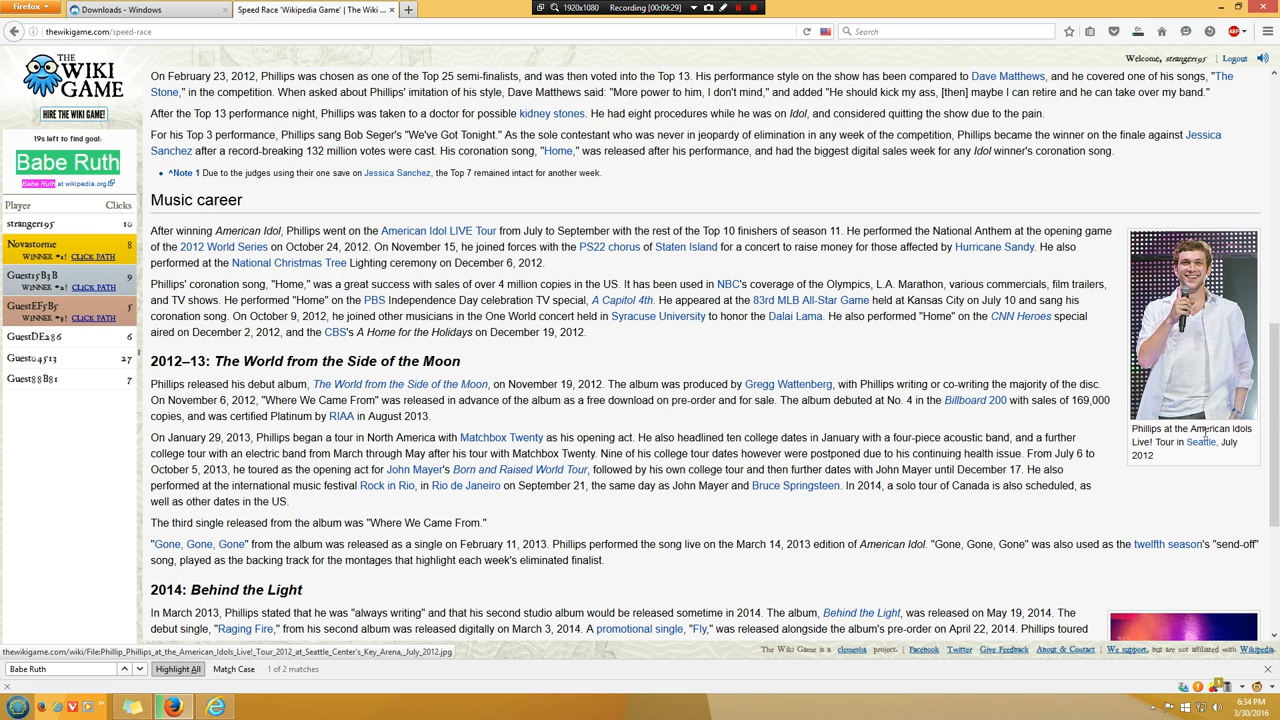 Firefox
Downloads - Windows
Speed Race 'Wikipedia Game' | The Wiki ...
1920x1080
Recording [00:09:29]
thewikigame.com/speed-race
Search
THE
WIKI
GAME
HIRE THE WIKI GAME!
Welcome, stranger195
Logout
19s left to find goal:
Babe Ruth
Babe Ruth at wikipedia.org
Player Clicks
stranger195 10
Novastorme 8
WINNER #1! CLICK PATH
Guest15B3B 9
WINNER #2! CLICK PATH
GuestEF5B5 5
WINNER #3! CLICK PATH
GuestDE286 6
Guest04513 27
Guest88B81 7
On February 23, 2012, Phillips was chosen as one of the Top 25 semi-finalists, and was then voted into the Top 13. His performance style on the show has been compared to Dave Matthews, and he covered one of his songs, "The
Stone," in the competition. When asked about Phillips' imitation of his style, Dave Matthews said: "More power to him, I don't mind," and added "He should kick my ass, [then] maybe I can retire and he can take over my band."
After the Top 13 performance night, Phillips was taken to a doctor for possible kidney stones. He had eight procedures while he was on Idol, and considered quitting the show due to the pain.
For his Top 3 performance, Phillips sang Bob Seger's "We've Got Tonight." As the sole contestant who was never in jeopardy of elimination in any week of the competition, Phillips became the winner on the finale against Jessica
Sanchez after a record-breaking 132 million votes were cast. His coronation song, "Home," was released after his performance, and had the biggest digital sales week for any Idol winner's coronation song.
• ^Note 1 Due to the judges using their one save on Jessica Sanchez, the Top 7 remained intact for another week.
Music career
After winning American Idol, Phillips went on the American Idol LIVE Tour from July to September with the rest of the Top 10 finishers of season 11. He performed the National Anthem at the opening game
of the 2012 World Series on October 24, 2012. On November 15, he joined forces with the PS22 chorus of Staten Island for a concert to raise money for those affected by Hurricane Sandy. He also
performed at the National Christmas Tree Lighting ceremony on December 6, 2012.
Phillips' coronation song, "Home," was a great success with sales of over 4 million copies in the US. It has been used in NBC's coverage of the Olympics, L.A. Marathon, various commercials, film trailers,
and TV shows. He performed "Home" on the PBS Independence Day celebration TV special, A Capitol 4th. He appeared at the 83rd MLB All-Star Game held at Kansas City on July 10 and sang his
coronation song. On October 9, 2012, he joined other musicians in the One World concert held in Syracuse University to honor the Dalai Lama. He also performed "Home" on the CNN Heroes special
aired on December 2, 2012, and the CBS's A Home for the Holidays on December 19, 2012.
Phillips at the American Idols
Live! Tour in Seattle, July
2012
2012–13: The World from the Side of the Moon
Phillips released his debut album, The World from the Side of the Moon, on November 19, 2012. The album was produced by Gregg Wattenberg, with Phillips writing or co-writing the majority of the disc.
On November 6, 2012, "Where We Came From" was released in advance of the album as a free download on pre-order and for sale. The album debuted at No. 4 in the Billboard 200 with sales of 169,000
copies, and was certified Platinum by RIAA in August 2013.
On January 29, 2013, Phillips began a tour in North America with Matchbox Twenty as his opening act. He also headlined ten college dates in January with a four-piece acoustic band, and a further
college tour with an electric band from March through May after his tour with Matchbox Twenty. Nine of his college tour dates however were postponed due to his continuing health issue. From July 6 to
October 5, 2013, he toured as the opening act for John Mayer's Born and Raised World Tour, followed by his own college tour and then further dates with John Mayer until December 17. He also
performed at the international music festival Rock in Rio, in Rio de Janeiro on September 21, the same day as John Mayer and Bruce Springsteen. In 2014, a solo tour of Canada is also scheduled, as
well as other dates in the US.
The third single released from the album was "Where We Came From."
"Gone, Gone, Gone" from the album was released as a single on February 11, 2013. Phillips performed the song live on the March 14, 2013 edition of American Idol. "Gone, Gone, Gone" was also used as the twelfth season's "send-off"
song, played as the backing track for the montages that highlight each week's eliminated finalist.
2014: Behind the Light
In March 2013, Phillips stated that he was "always writing" and that his second studio album would be released sometime in 2014. The album, Behind the Light, was released on May 19, 2014. The
debut single, "Raging Fire," from his second album was released digitally on March 3, 2014. A promotional single, "Fly," was released alongside the album's pre-order on April 22, 2014. Phillips toured
thewikigame.com/wiki/File:Phillip_Phillips_at_the_American_Idols_Live!_Tour_2012_at_Seattle_Center's_Key_Arena,_July_2012.jpg
The Wiki Game is a clemesha project. Facebook Twitter Give Feedback About & Contact We support, but are not affiliated with Wikipedia.
Babe Ruth
Highlight All Match Case 1 of 2 matches
6:34 PM
3/30/2016